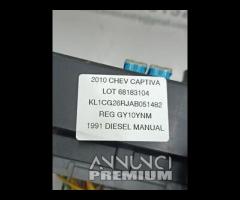 2010 CHEV CAPTIVA
LOT 68183104
KL1CG26RJAB051482
REG GY10YNM
1991 DIESEL MANUAL
ANNUNCI
PREMIUM